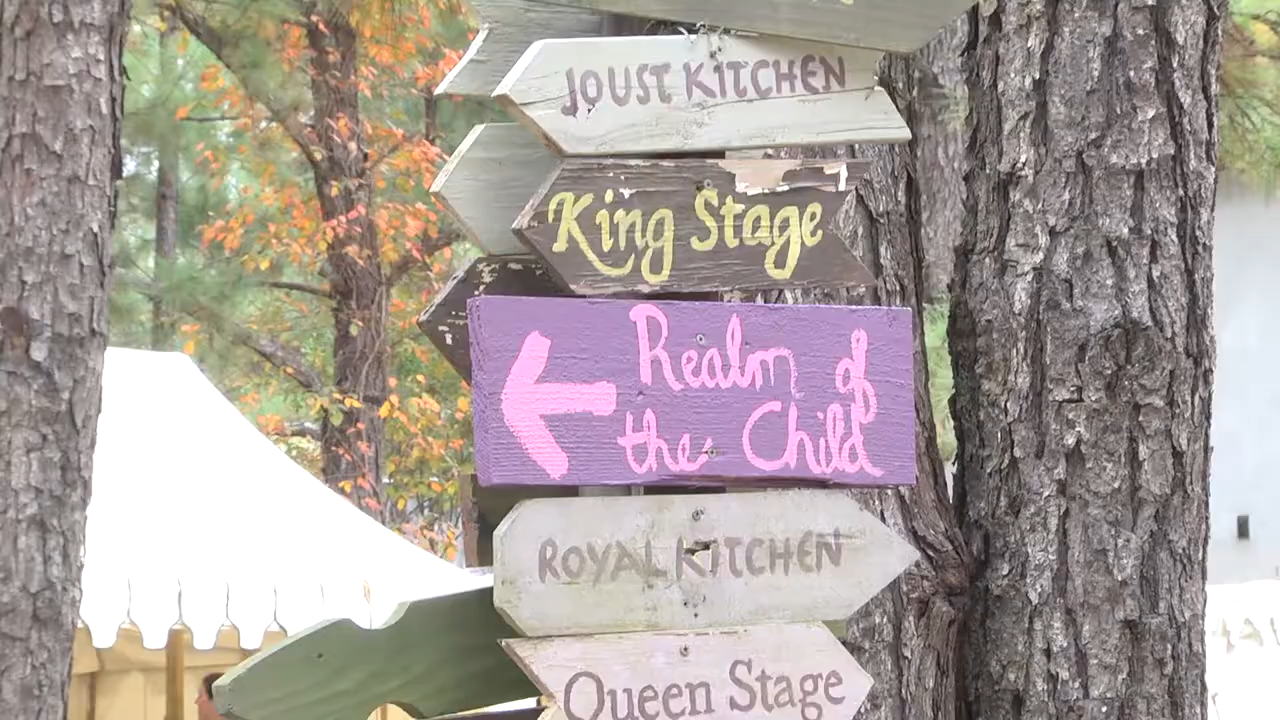 JOUST KITCHEN
King Stage
Realm of
the Child
ROYAL KITCHEN
Queen Stage